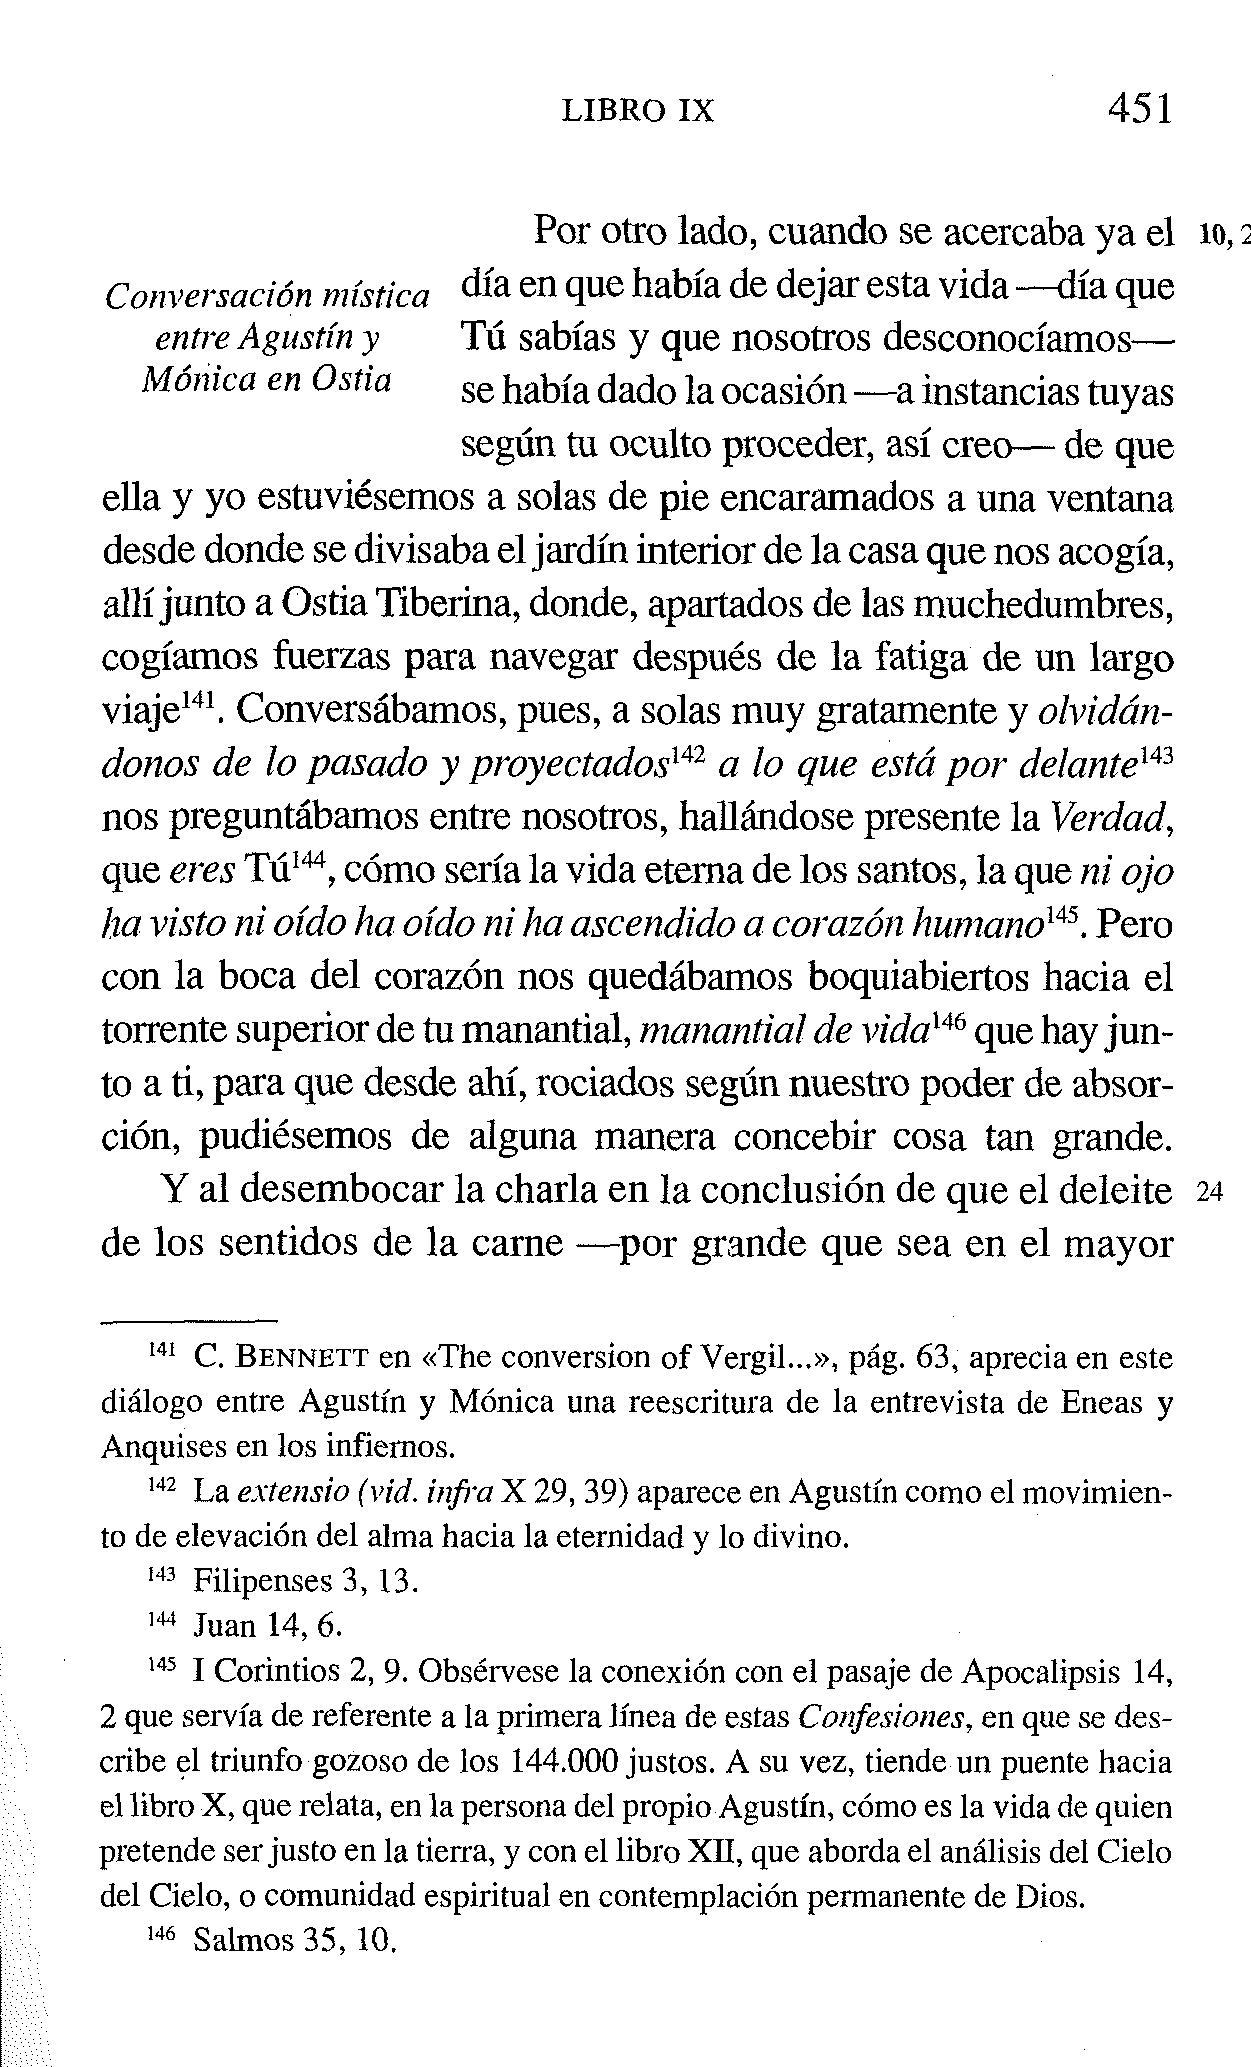 LIBRO IX 451
Por otro lado, cuando se acercaba ya el 10, 2
Conversación mística
entre Agustín y
Mónica en Ostia
día en que había de dejar esta vida —día que
Tú sabías y que nosotros desconocíamos—
se había dado la ocasión —a instancias tuyas
según tu oculto proceder, así creo— de que
ella y yo estuviésemos a solas de pie encaramados a una ventana
desde donde se divisaba el jardín interior de la casa que nos acogía,
allí junto a Ostia Tiberina, donde, apartados de las muchedumbres,
cogíamos fuerzas para navegar después de la fatiga de un largo
viaje¹⁴¹. Conversábamos, pues, a solas muy gratamente y olvidán-
donos de lo pasado y proyectados¹⁴² a lo que está por delante¹⁴³
nos preguntábamos entre nosotros, hallándose presente la Verdad,
que eres Tú¹⁴⁴, cómo sería la vida eterna de los santos, la que ni ojo
ha visto ni oído ha oído ni ha ascendido a corazón humano¹⁴⁵. Pero
con la boca del corazón nos quedábamos boquiabiertos hacia el
torrente superior de tu manantial, manantial de vida¹⁴⁶ que hay jun-
to a ti, para que desde ahí, rociados según nuestro poder de absor-
ción, pudiésemos de alguna manera concebir cosa tan grande.
Y al desembocar la charla en la conclusión de que el deleite 24
de los sentidos de la carne —por grande que sea en el mayor
¹⁴¹ C. BENNETT en «The conversion of Vergil...», pág. 63, aprecia en este
diálogo entre Agustín y Mónica una reescritura de la entrevista de Eneas y
Anquises en los infiernos.
¹⁴² La extensio (vid. infra X 29, 39) aparece en Agustín como el movimien-
to de elevación del alma hacia la eternidad y lo divino.
¹⁴³ Filipenses 3, 13.
¹⁴⁴ Juan 14, 6.
¹⁴⁵ I Corintios 2, 9. Obsérvese la conexión con el pasaje de Apocalipsis 14,
2 que servía de referente a la primera línea de estas Confesiones, en que se des-
cribe el triunfo gozoso de los 144.000 justos. A su vez, tiende un puente hacia
el libro X, que relata, en la persona del propio Agustín, cómo es la vida de quien
pretende ser justo en la tierra, y con el libro XII, que aborda el análisis del Cielo
del Cielo, o comunidad espiritual en contemplación permanente de Dios.
¹⁴⁶ Salmos 35, 10.